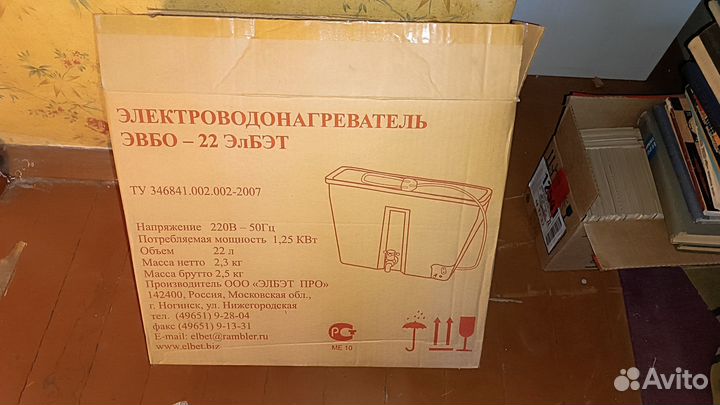 ЭЛЕКТРОВОДОНАГРЕВАТЕЛЬ
ЭВБО – 22 ЭлБЭТ
ТУ 346841.002.002-2007
Напряжение 220В – 50Гц
Потребляемая мощность 1,25 КВт
Объем 22 л
Масса нетто 2,3 кг
Масса брутто 2,5 кг
Производитель ООО «ЭЛБЭТ ПРО»
142400, Россия, Московская обл.,
г. Ногинск, ул. Нижегородская
тел. (49651) 9-28-04
факс (49651) 9-13-31
E-mail: elbet@rambler.ru
www.elbet.biz
РСТ
МЕ 10
Avito